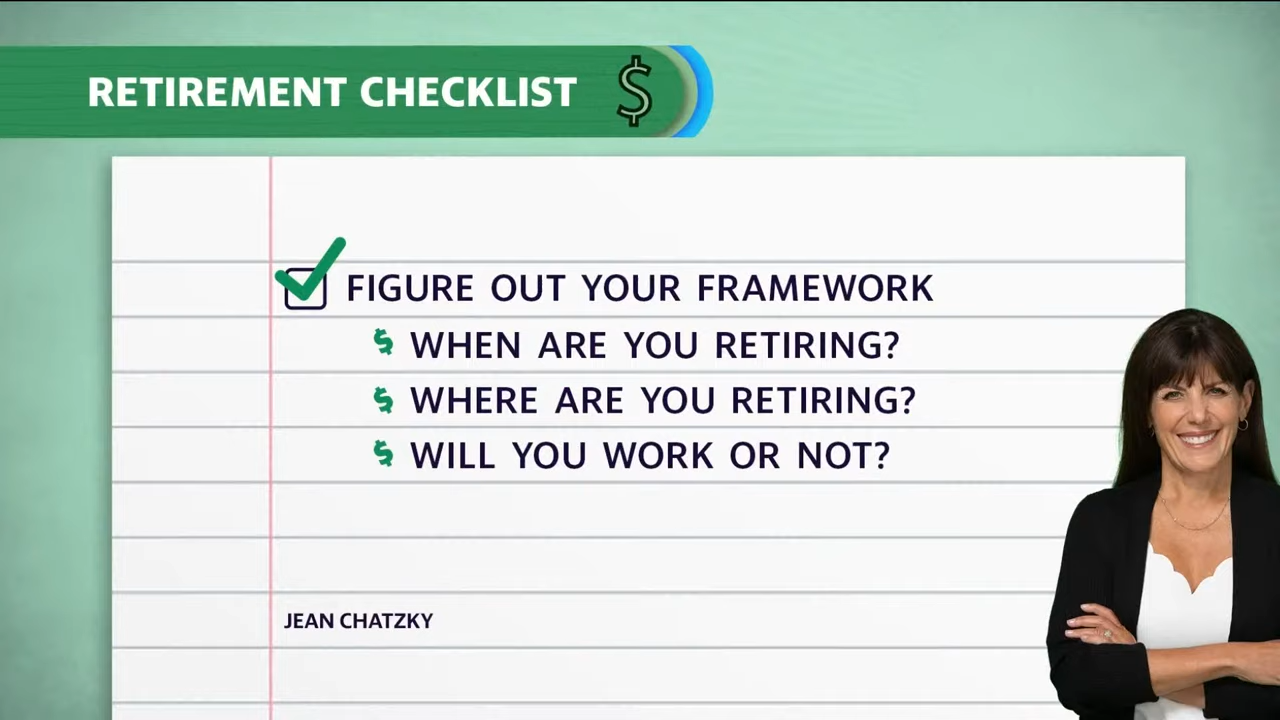 RETIREMENT CHECKLIST $
FIGURE OUT YOUR FRAMEWORK
$ WHEN ARE YOU RETIRING?
$ WHERE ARE YOU RETIRING?
$ WILL YOU WORK OR NOT?
JEAN CHATZKY